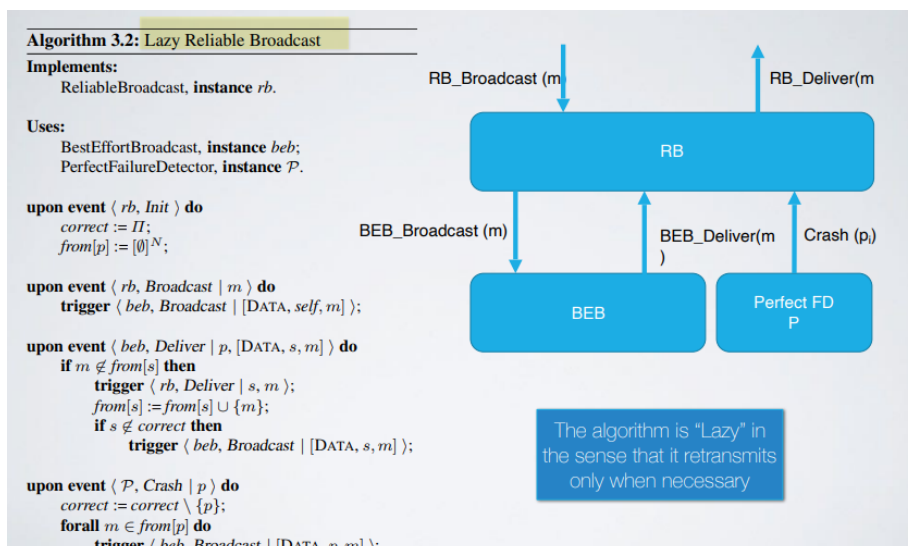 Algorithm 3.2: Lazy Reliable Broadcast
Implements:
ReliableBroadcast, instance rb.
Uses:
BestEffortBroadcast, instance beb;
PerfectFailureDetector, instance 𝒫.
upon event ⟨ rb, Init ⟩ do
correct := Π;
from[p] := [∅]ᴺ;
upon event ⟨ rb, Broadcast | m ⟩ do
trigger ⟨ beb, Broadcast | [DATA, self, m] ⟩;
upon event ⟨ beb, Deliver | p, [DATA, s, m] ⟩ do
if m ∉ from[s] then
trigger ⟨ rb, Deliver | s, m ⟩;
from[s] := from[s] ∪ {m};
if s ∉ correct then
trigger ⟨ beb, Broadcast | [DATA, s, m] ⟩;
upon event ⟨ 𝒫, Crash | p ⟩ do
correct := correct \ {p};
forall m ∈ from[p] do
trigger ⟨ beb, Broadcast | [DATA, p, m] ⟩;
RB_Broadcast (m)
RB_Deliver(m
RB
BEB_Broadcast (m)
BEB_Deliver(m
)
Crash (pᵢ)
BEB
Perfect FD
P
The algorithm is “Lazy” in
the sense that it retransmits
only when necessary